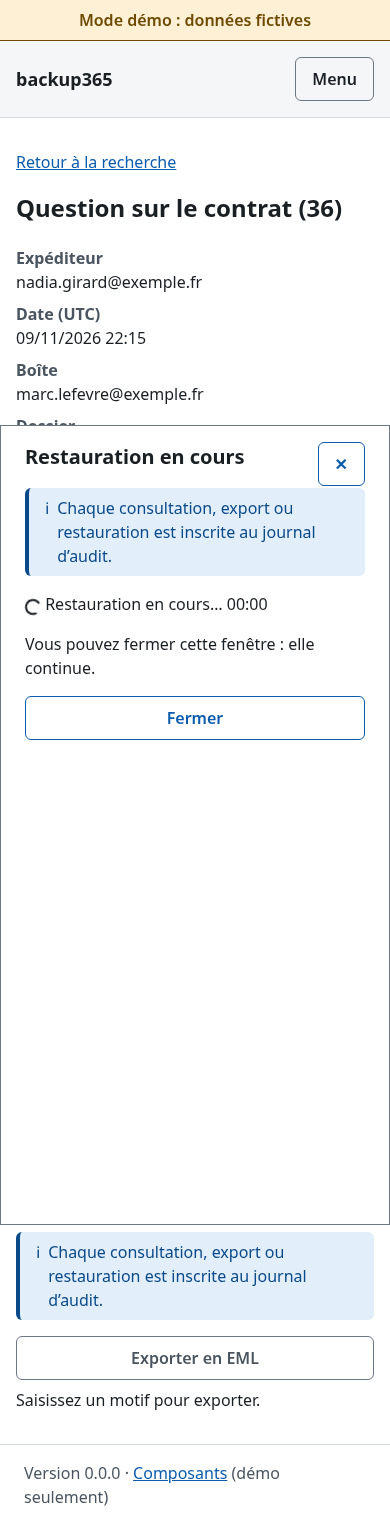 Mode démo : données fictives
backup365
Menu
Retour à la recherche
Question sur le contrat (36)
Expéditeur
nadia.girard@exemple.fr
Date (UTC)
09/11/2026 22:15
Boîte
marc.lefevre@exemple.fr
Dossier
Restauration en cours
×
i Chaque consultation, export ou
restauration est inscrite au journal
d’audit.
Restauration en cours… 00:00
Vous pouvez fermer cette fenêtre : elle
continue.
Fermer
i Chaque consultation, export ou
restauration est inscrite au journal
d’audit.
Exporter en EML
Saisissez un motif pour exporter.
Version 0.0.0 · Composants (démo
seulement)